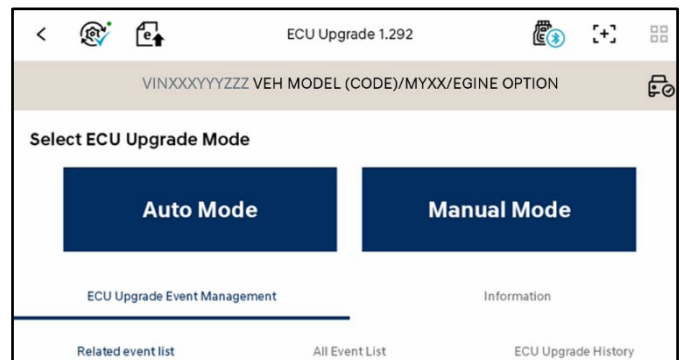 ECU Upgrade 1.292
VINXXXYYYZZZ VEH MODEL (CODE)/MYXX/EGINE OPTION
Select ECU Upgrade Mode
Auto Mode Manual Mode
ECU Upgrade Event Management Information
Related event list All Event List ECU Upgrade History